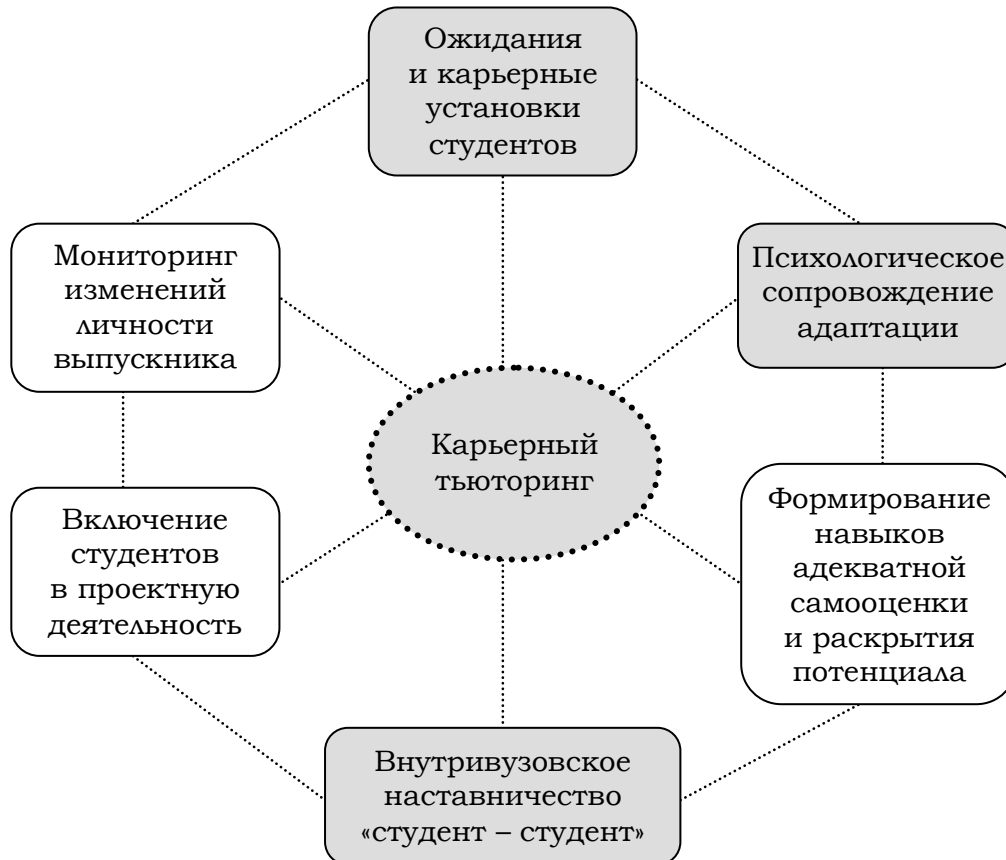 Ожидания
и карьерные
установки
студентов
Мониторинг
изменений
личности
выпускника
Психологическое
сопровождение
адаптации
Карьерный
тьюторинг
Включение
студентов
в проектную
деятельность
Формирование
навыков
адекватной
самооценки
и раскрытия
потенциала
Внутривузовское
наставничество
«студент – студент»